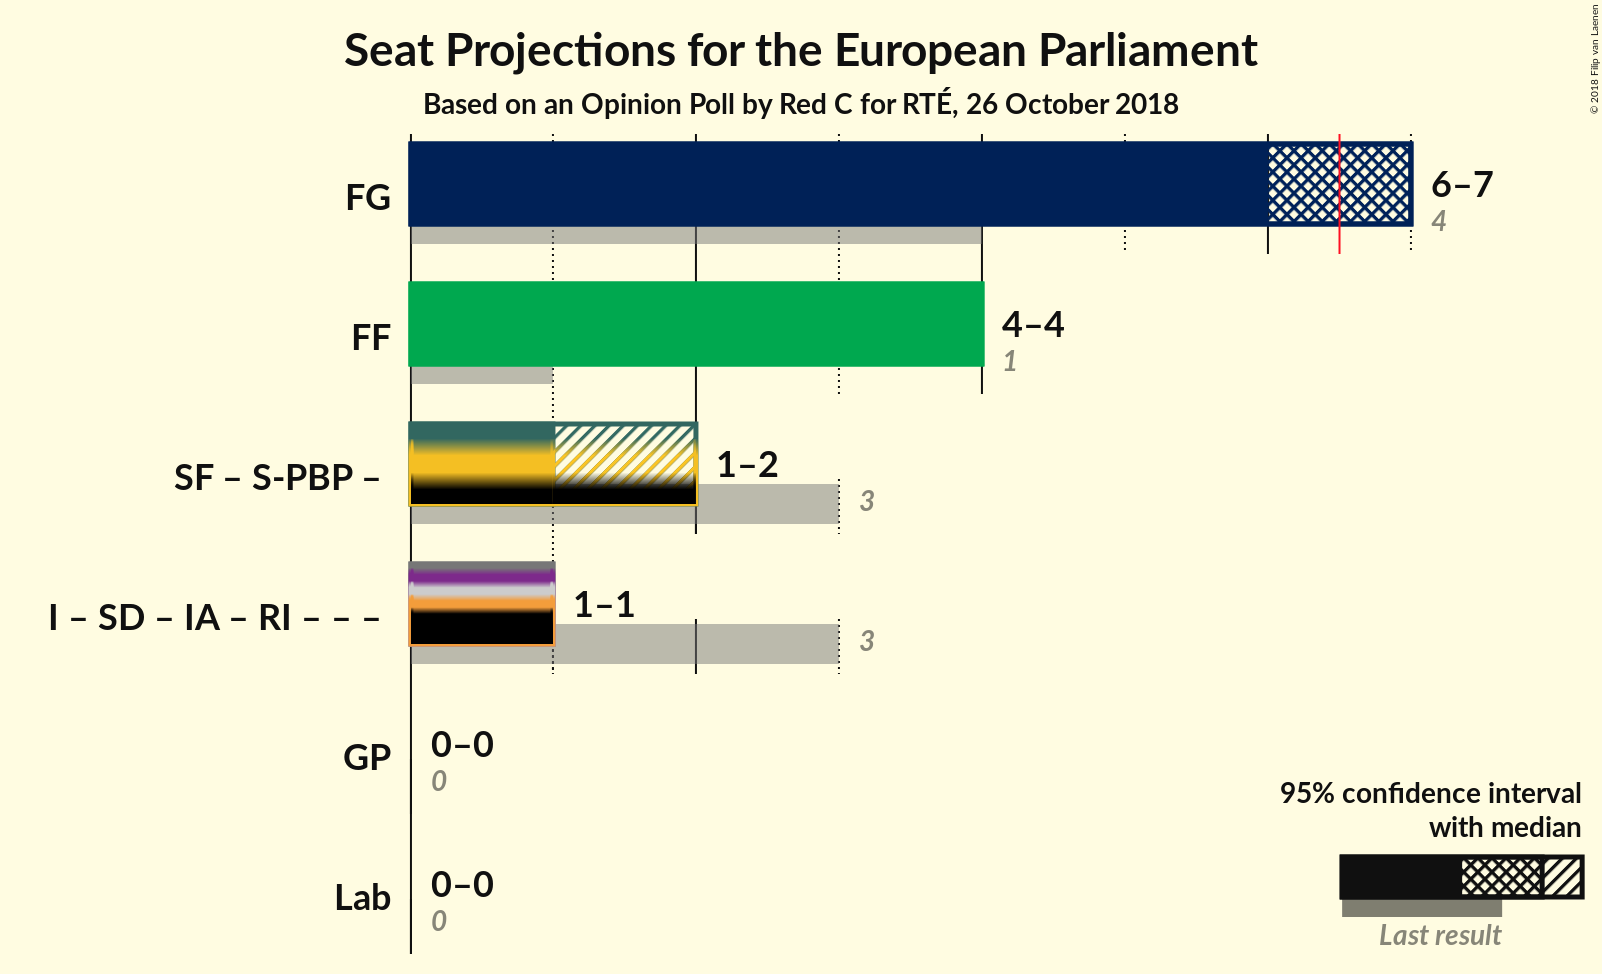 Seat Projections for the European Parliament
Based on an Opinion Poll by Red C for RTÉ, 26 October 2018
© 2018 Filip van Laenen
FG
6–7
4
FF
4–4
1
SF – S-PBP –
1–2
3
I – SD – IA – RI – – –
1–1
3
GP
0–0
0
Lab
0–0
0
95% confidence interval
with median
Last result